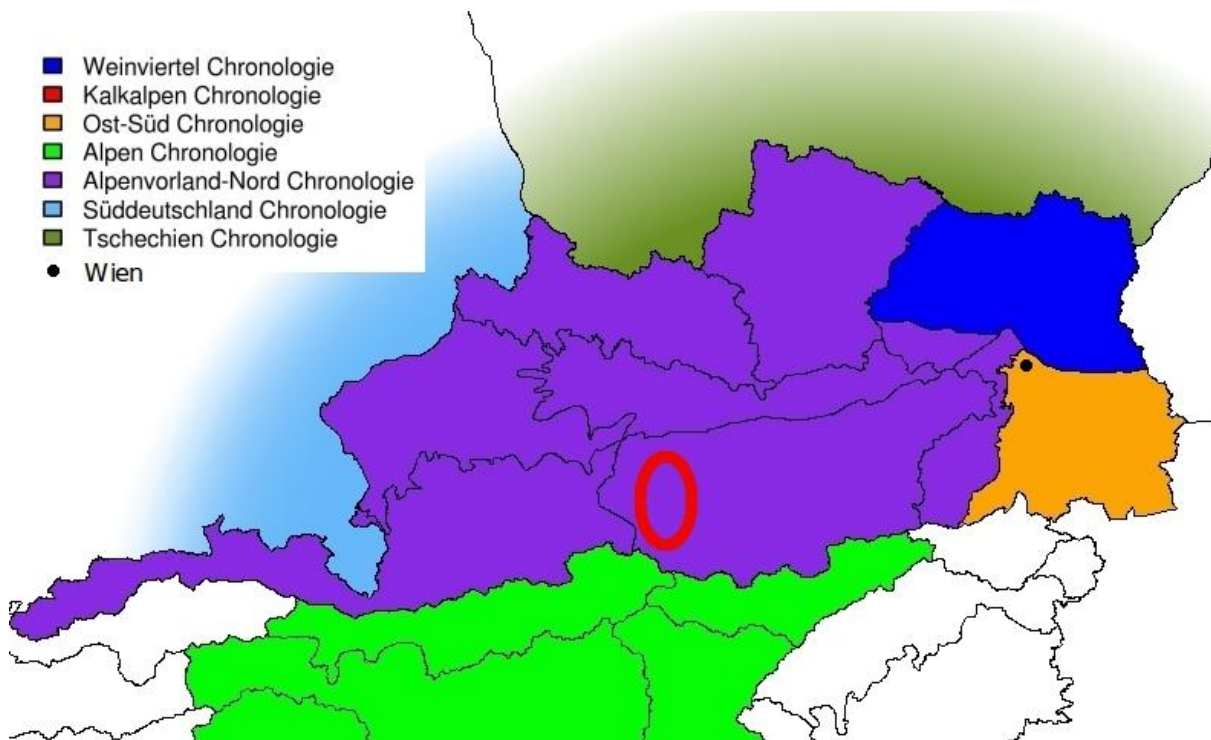 Weinviertel Chronologie
Kalkalpen Chronologie
Ost-Süd Chronologie
Alpen Chronologie
Alpenvorland-Nord Chronologie
Süddeutschland Chronologie
Tschechien Chronologie
Wien